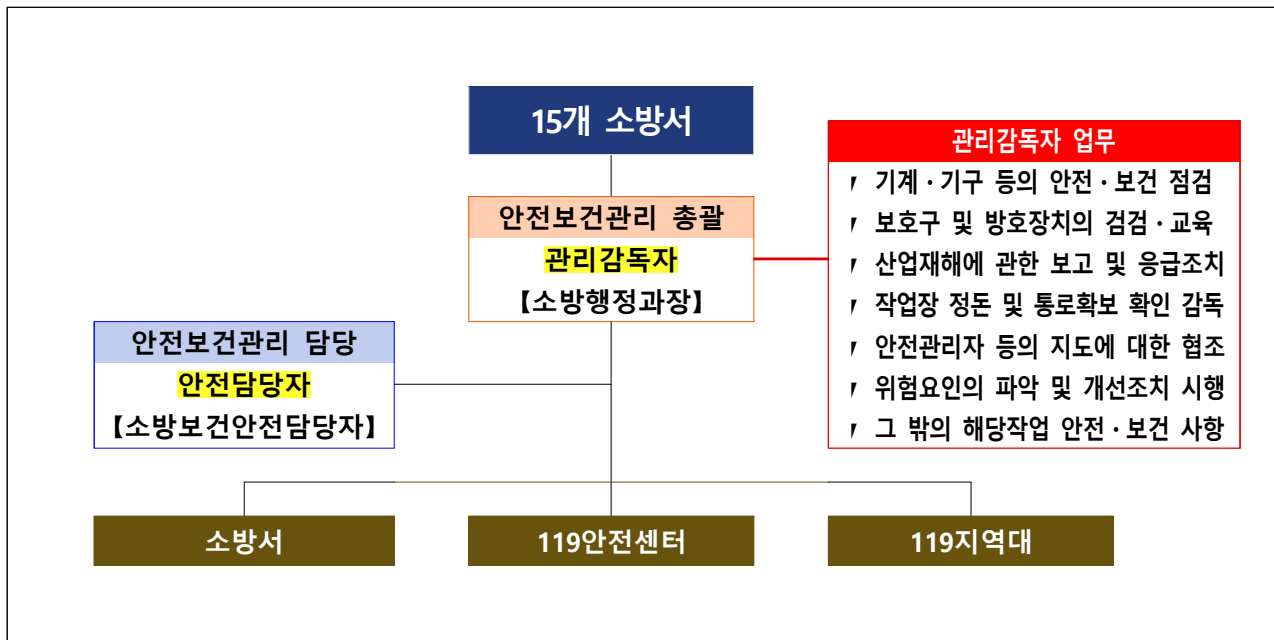 15개 소방서
안전보건관리 총괄
관리감독자
【소방행정과장】
관리감독자 업무
기계·기구 등의 안전·보건 점검
보호구 및 방호장치의 검검·교육
산업재해에 관한 보고 및 응급조치
작업장 정돈 및 통로확보 확인 감독
안전관리자 등의 지도에 대한 협조
위험요인의 파악 및 개선조치 시행
그 밖의 해당작업 안전·보건 사항
안전보건관리 담당
안전담당자
【소방보건안전담당자】
소방서
119안전센터
119지역대